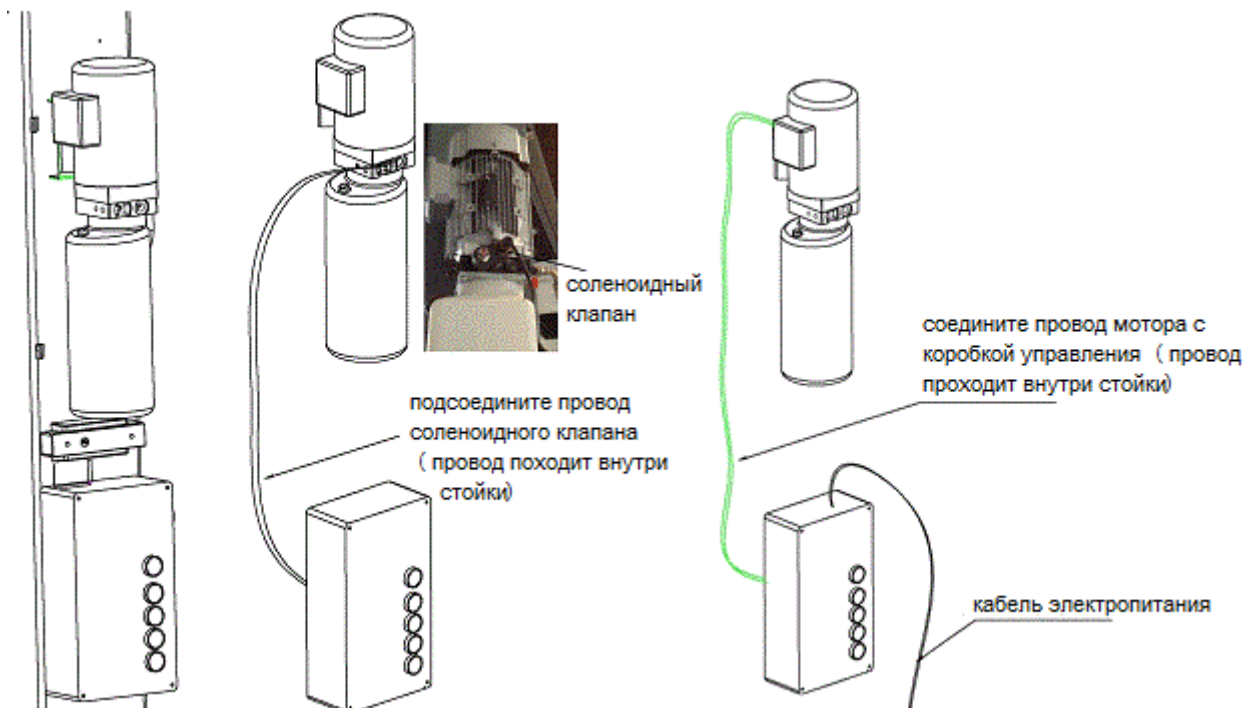 соленоидный
клапан
подсоедините провод
соленоидного клапана
( провод походит внутри
стойки)
соедините провод мотора с
коробкой управления ( провод
проходит внутри стойки)
кабель электропитания